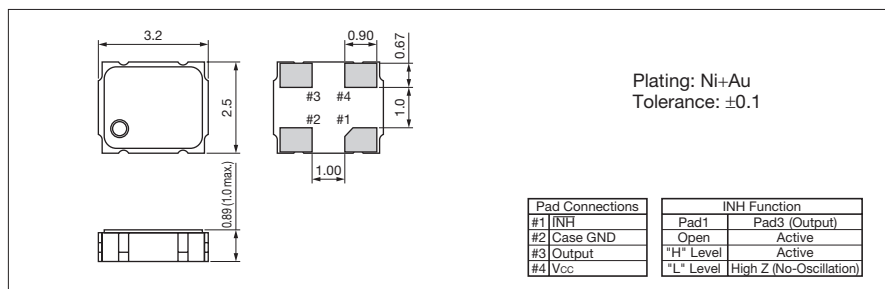 3.2
0.90
0.67
2.5
#3 #4
#2 #1
1.0
1.00
0.89 (1.0 max.)
Plating: Ni+Au
Tolerance: ±0.1
Pad Connections
#1 INH
#2 Case GND
#3 Output
#4 Vcc
INH Function
Pad1 Pad3 (Output)
Open Active
"H" Level Active
"L" Level High Z (No-Oscillation)